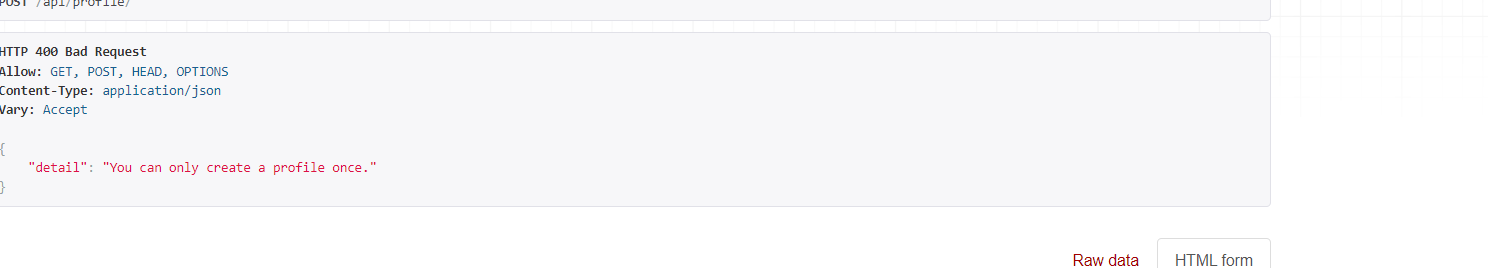 POST /api/profile/
HTTP 400 Bad Request
Allow: GET, POST, HEAD, OPTIONS
Content-Type: application/json
Vary: Accept
{
"detail": "You can only create a profile once."
}
Raw data HTML form